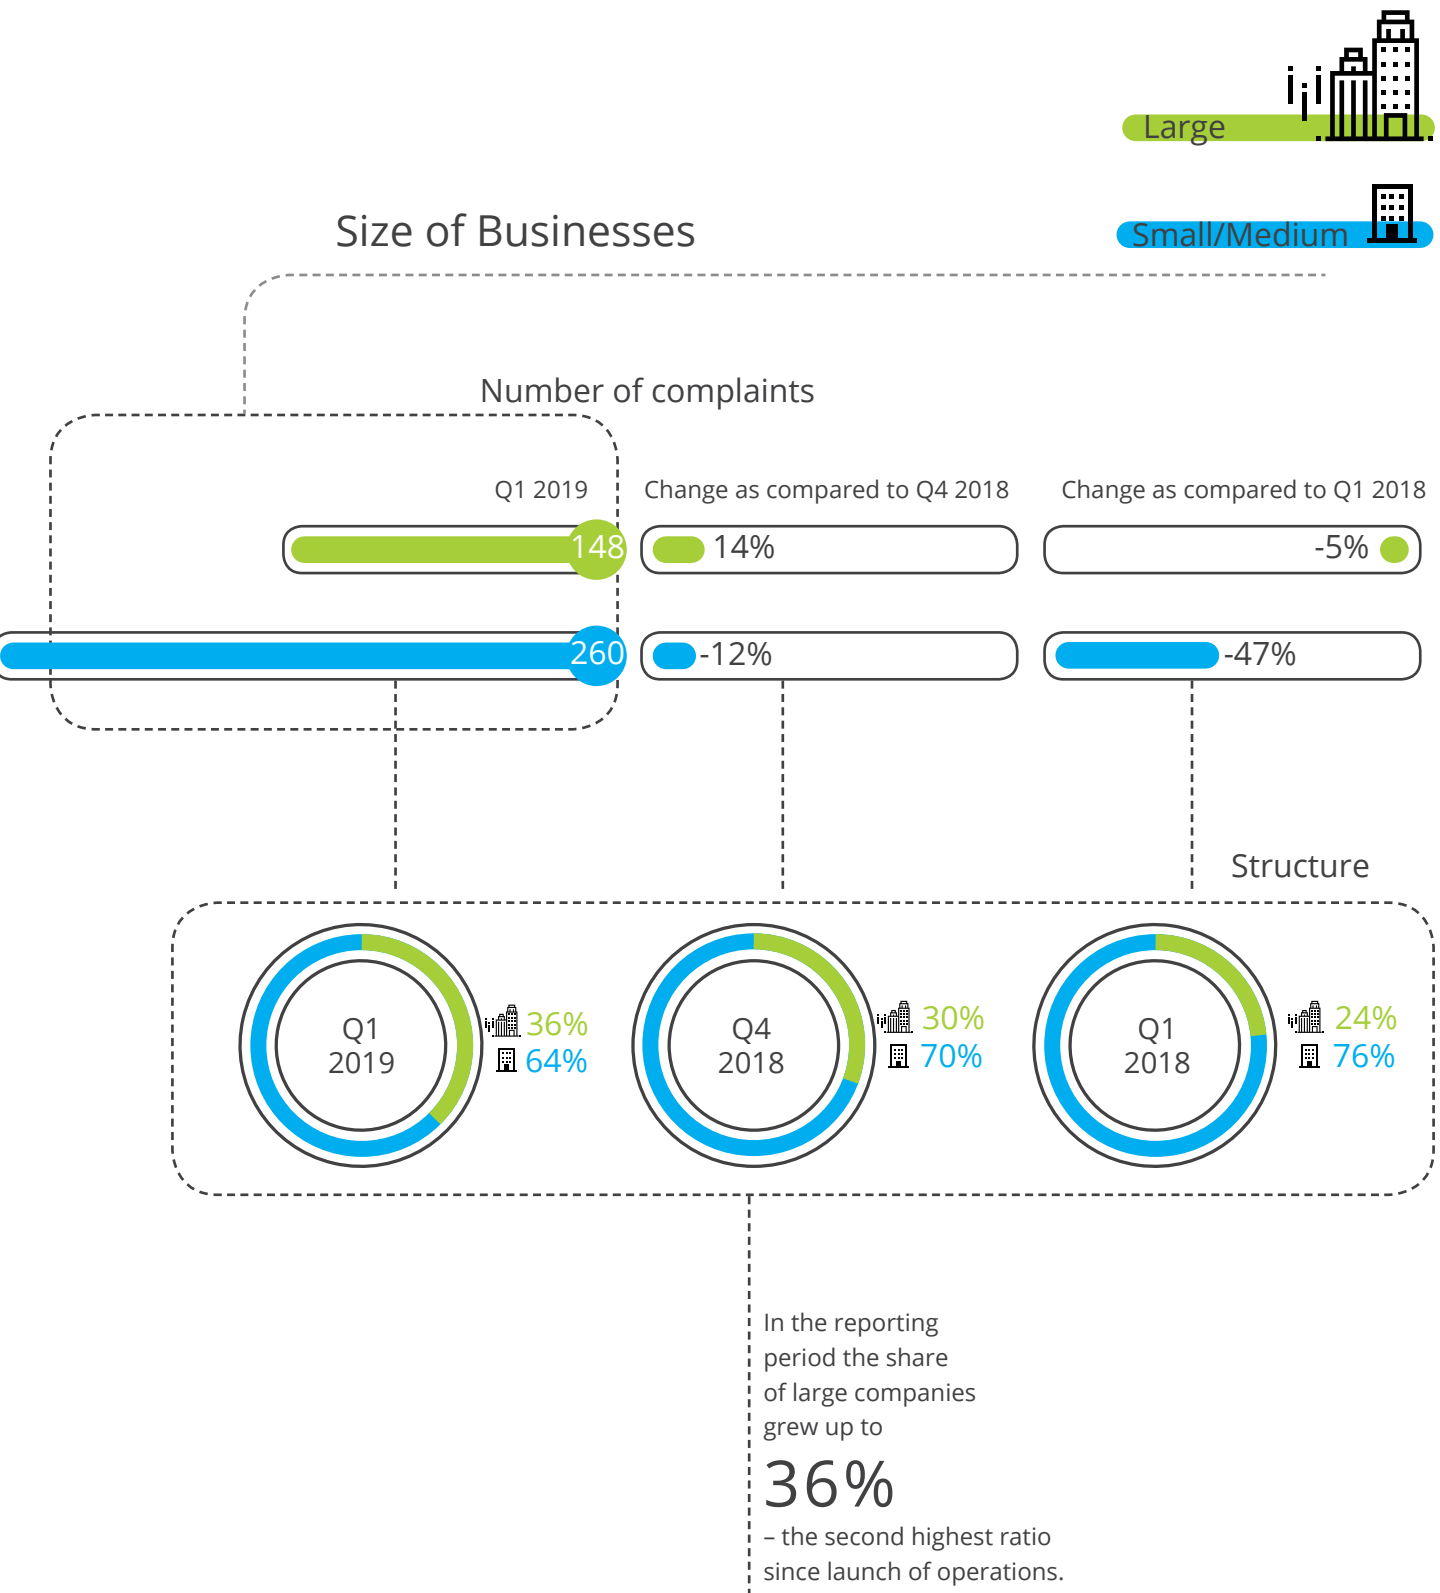 Large
Small/Medium
Size of Businesses
Number of complaints
Q1 2019
Change as compared to Q4 2018
Change as compared to Q1 2018
148
14%
-5%
260
-12%
-47%
Structure
Q1
2019
36%
64%
Q4
2018
30%
70%
Q1
2018
24%
76%
In the reporting
period the share
of large companies
grew up to
36%
– the second highest ratio
since launch of operations.